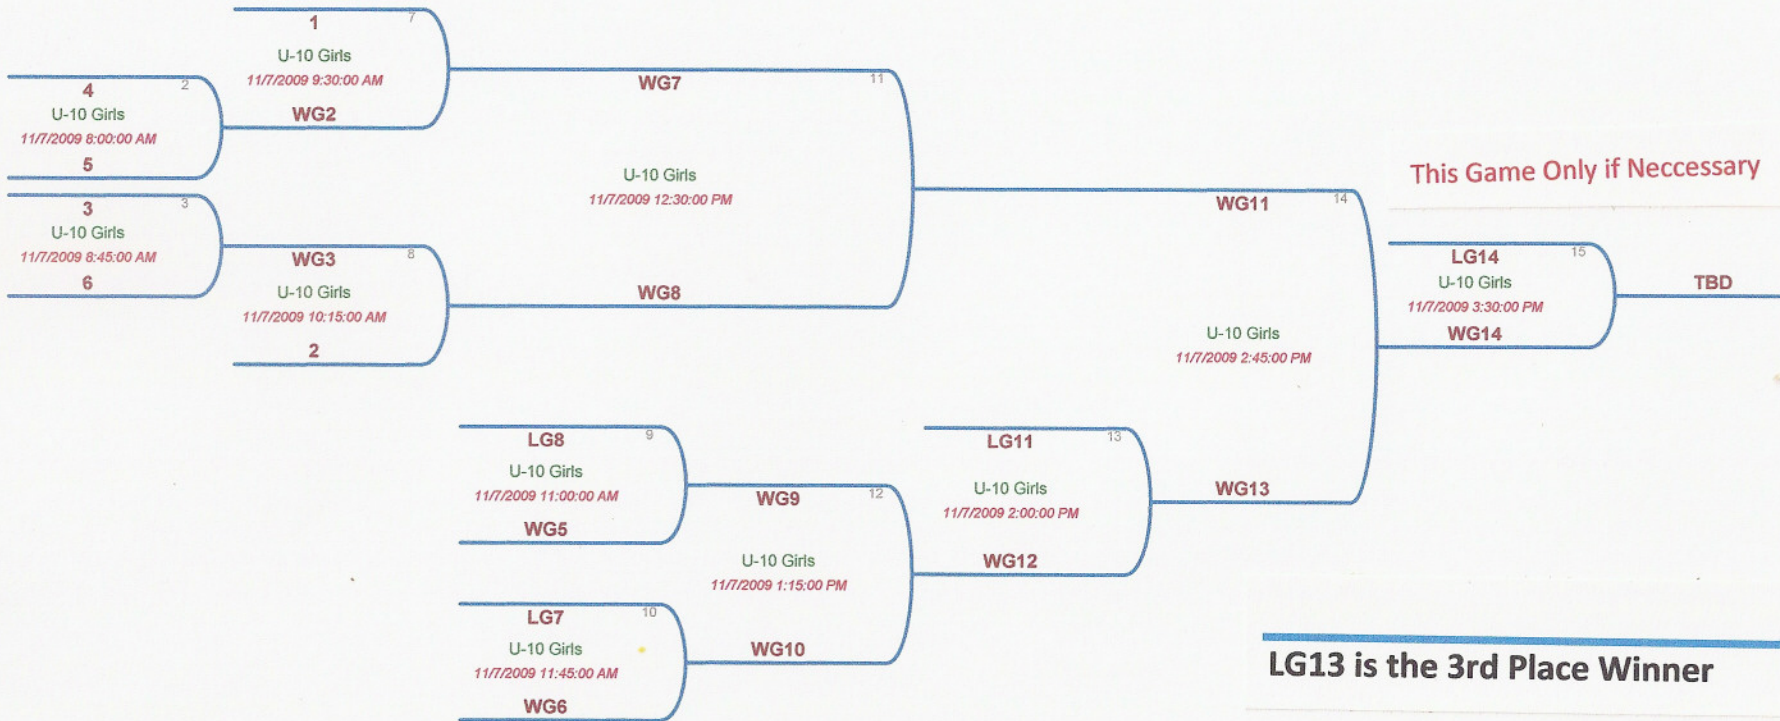 1
7
U-10 Girls
11/7/2009 9:30:00 AM
WG2
4
2
U-10 Girls
11/7/2009 8:00:00 AM
5
3
3
U-10 Girls
11/7/2009 8:45:00 AM
6
WG3
8
U-10 Girls
11/7/2009 10:15:00 AM
2
WG7
11
U-10 Girls
11/7/2009 12:30:00 PM
WG8
LG8
9
U-10 Girls
11/7/2009 11:00:00 AM
WG5
LG7
10
U-10 Girls
11/7/2009 11:45:00 AM
WG6
WG9
12
U-10 Girls
11/7/2009 1:15:00 PM
WG10
LG11
13
U-10 Girls
11/7/2009 2:00:00 PM
WG12
WG11
14
U-10 Girls
11/7/2009 2:45:00 PM
WG13
This Game Only if Neccessary
LG14
15
U-10 Girls
11/7/2009 3:30:00 PM
WG14
TBD
LG13 is the 3rd Place Winner